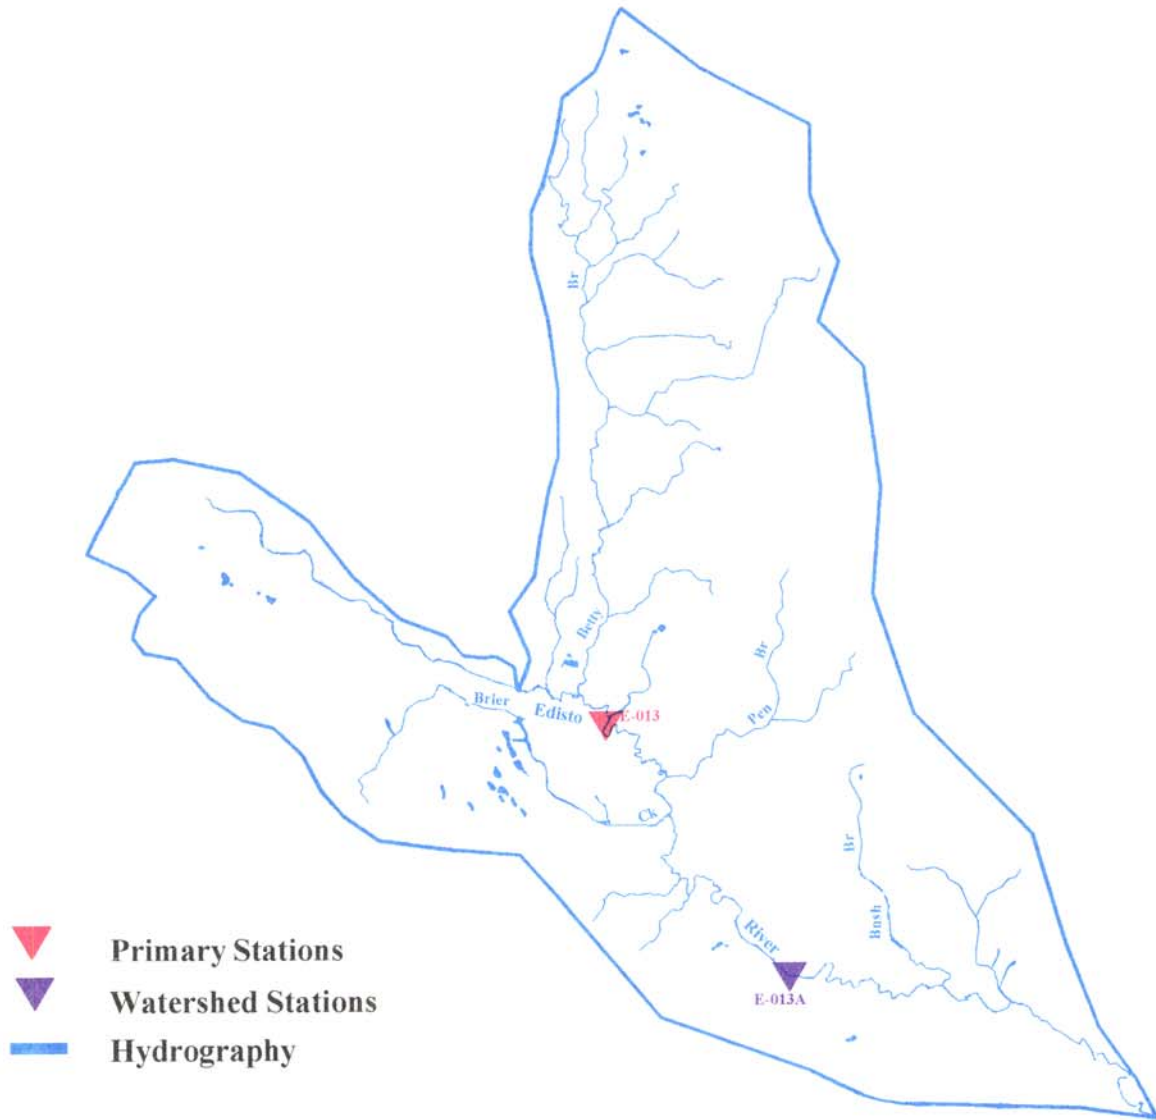 Br
Betty
Br
Brier
Edisto
E-013
Pen
Ck
Br
Bush
River
E-013A
Primary Stations
Watershed Stations
Hydrography